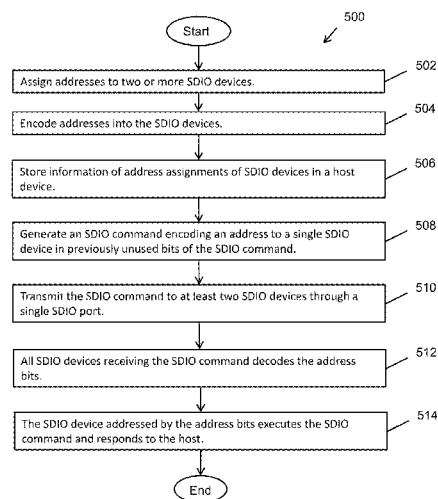 500
Start
502
Assign addresses to two or more SDIO devices.
504
Encode addresses into the SDIO devices.
506
Store information of address assignments of SDIO devices in a host
device.
508
Generate an SDIO command encoding an address to a single SDIO
device in previously unused bits of the SDIO command.
510
Transmit the SDIO command to at least two SDIO devices through a
single SDIO port.
512
All SDIO devices receiving the SDIO command decodes the address
bits.
514
The SDIO device addressed by the address bits executes the SDIO
command and responds to the host.
End